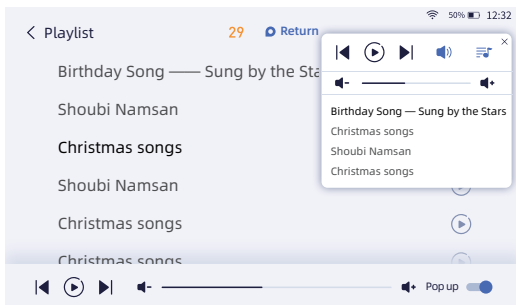 50% 12:32
Playlist 29 Return
Birthday Song —— Sung by the Sta
Shoubi Namsan
Christmas songs
Shoubi Namsan
Christmas songs
Christmas songs
Birthday Song — Sung by the Stars
Christmas songs
Shoubi Namsan
Christmas songs
Pop up